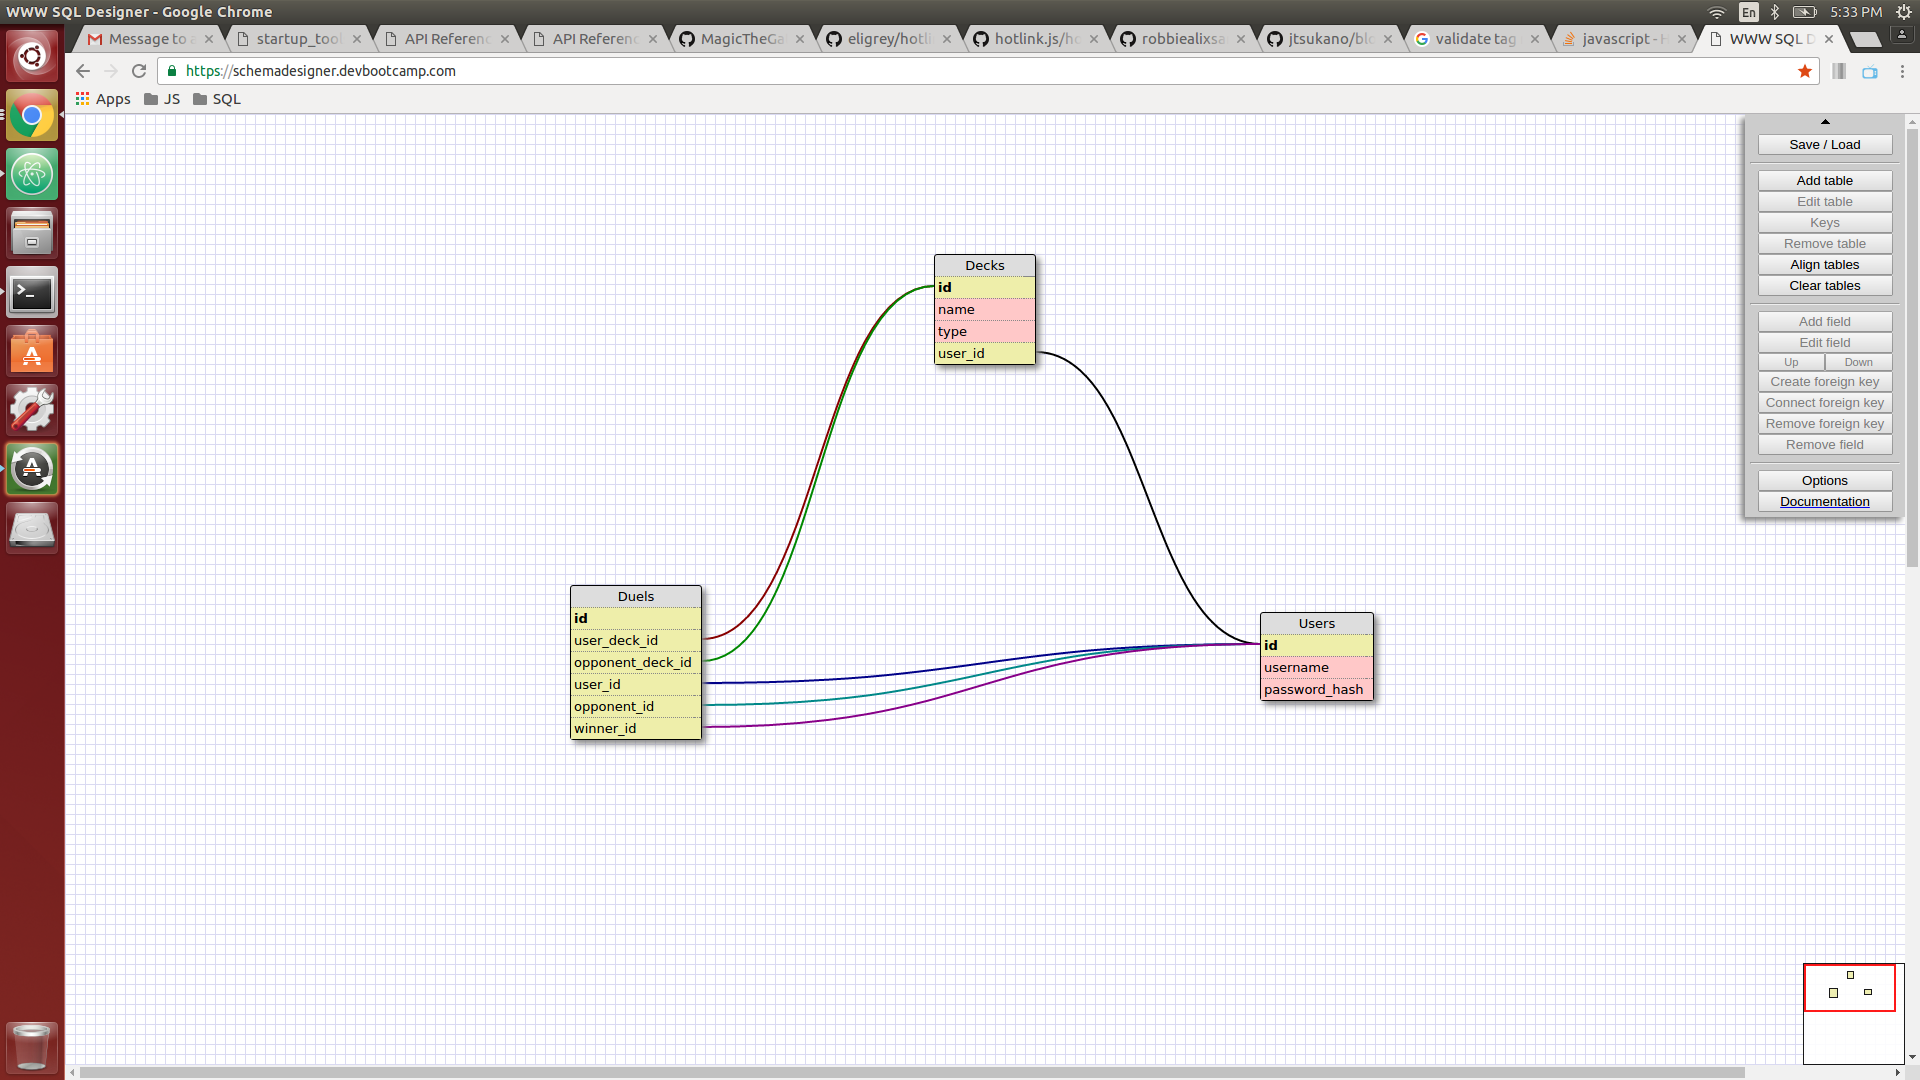 WWW SQL Designer - Google Chrome
En
5:33 PM
Message to a
startup_tool
API Referenc
API Referenc
MagicTheGa
eligrey/hotli
hotlink.js/ho
robbiealixsa
jtsukano/blo
validate tag
javascript - H
WWW SQL D
https://schemadesigner.devbootcamp.com
Apps
JS
SQL
Save / Load
Add table
Edit table
Keys
Remove table
Align tables
Clear tables
Add field
Edit field
Up
Down
Create foreign key
Connect foreign key
Remove foreign key
Remove field
Options
Documentation
Decks
id
name
type
user_id
Duels
id
user_deck_id
opponent_deck_id
user_id
opponent_id
winner_id
Users
id
username
password_hash